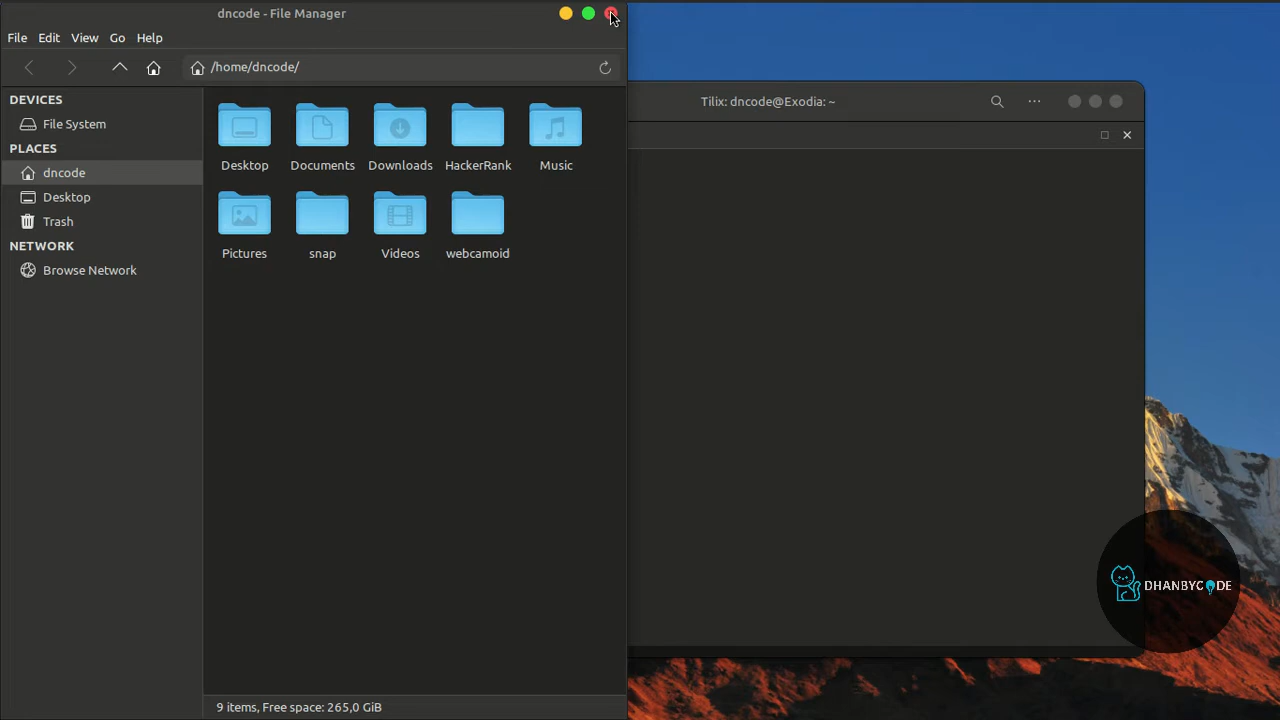 dncode - File Manager
File Edit View Go Help
/home/dncode/
DEVICES
File System
PLACES
dncode
Desktop
Trash
NETWORK
Browse Network
Desktop Documents Downloads HackerRank Music
Pictures snap Videos webcamoid
9 items, Free space: 265,0 GiB
Tilix: dncode@Exodia: ~
DHANBYCODE